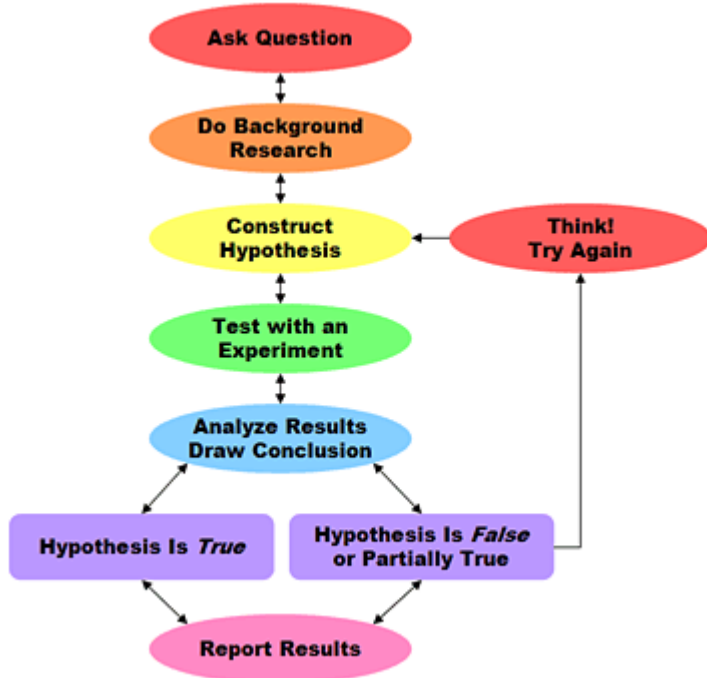 Ask Question
Do Background
Research
Construct
Hypothesis
Think!
Try Again
Test with an
Experiment
Analyze Results
Draw Conclusion
Hypothesis Is True
Hypothesis Is False
or Partially True
Report Results